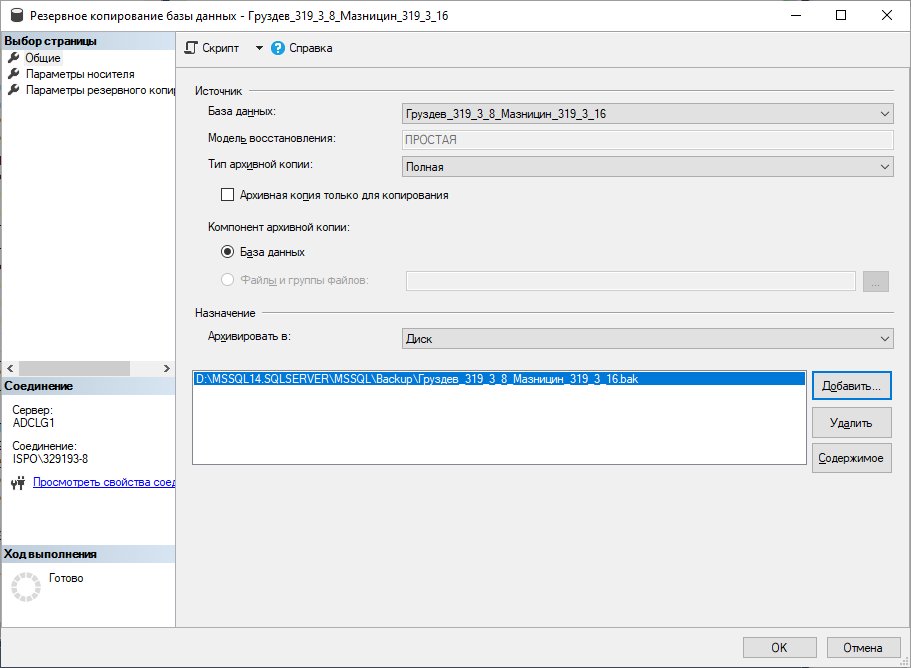 Резервное копирование базы данных - Груздев_319_3_8_Мазницин_319_3_16
Выбор страницы
Общие
Параметры носителя
Параметры резервного копи
Скрипт
Справка
Источник
База данных:
Груздев_319_3_8_Мазницин_319_3_16
Модель восстановления:
ПРОСТАЯ
Тип архивной копии:
Полная
Архивная копия только для копирования
Компонент архивной копии:
База данных
Файлы и группы файлов:
...
Назначение
Архивировать в:
Диск
D:\MSSQL14.SQLSERVER\MSSQL\Backup\Груздев_319_3_8_Мазницин_319_3_16.bak
Добавить...
Удалить
Содержимое
Соединение
Сервер:
ADCLG1
Соединение:
ISPO\329193-8
Просмотреть свойства соед
Ход выполнения
Готово
OK
Отмена